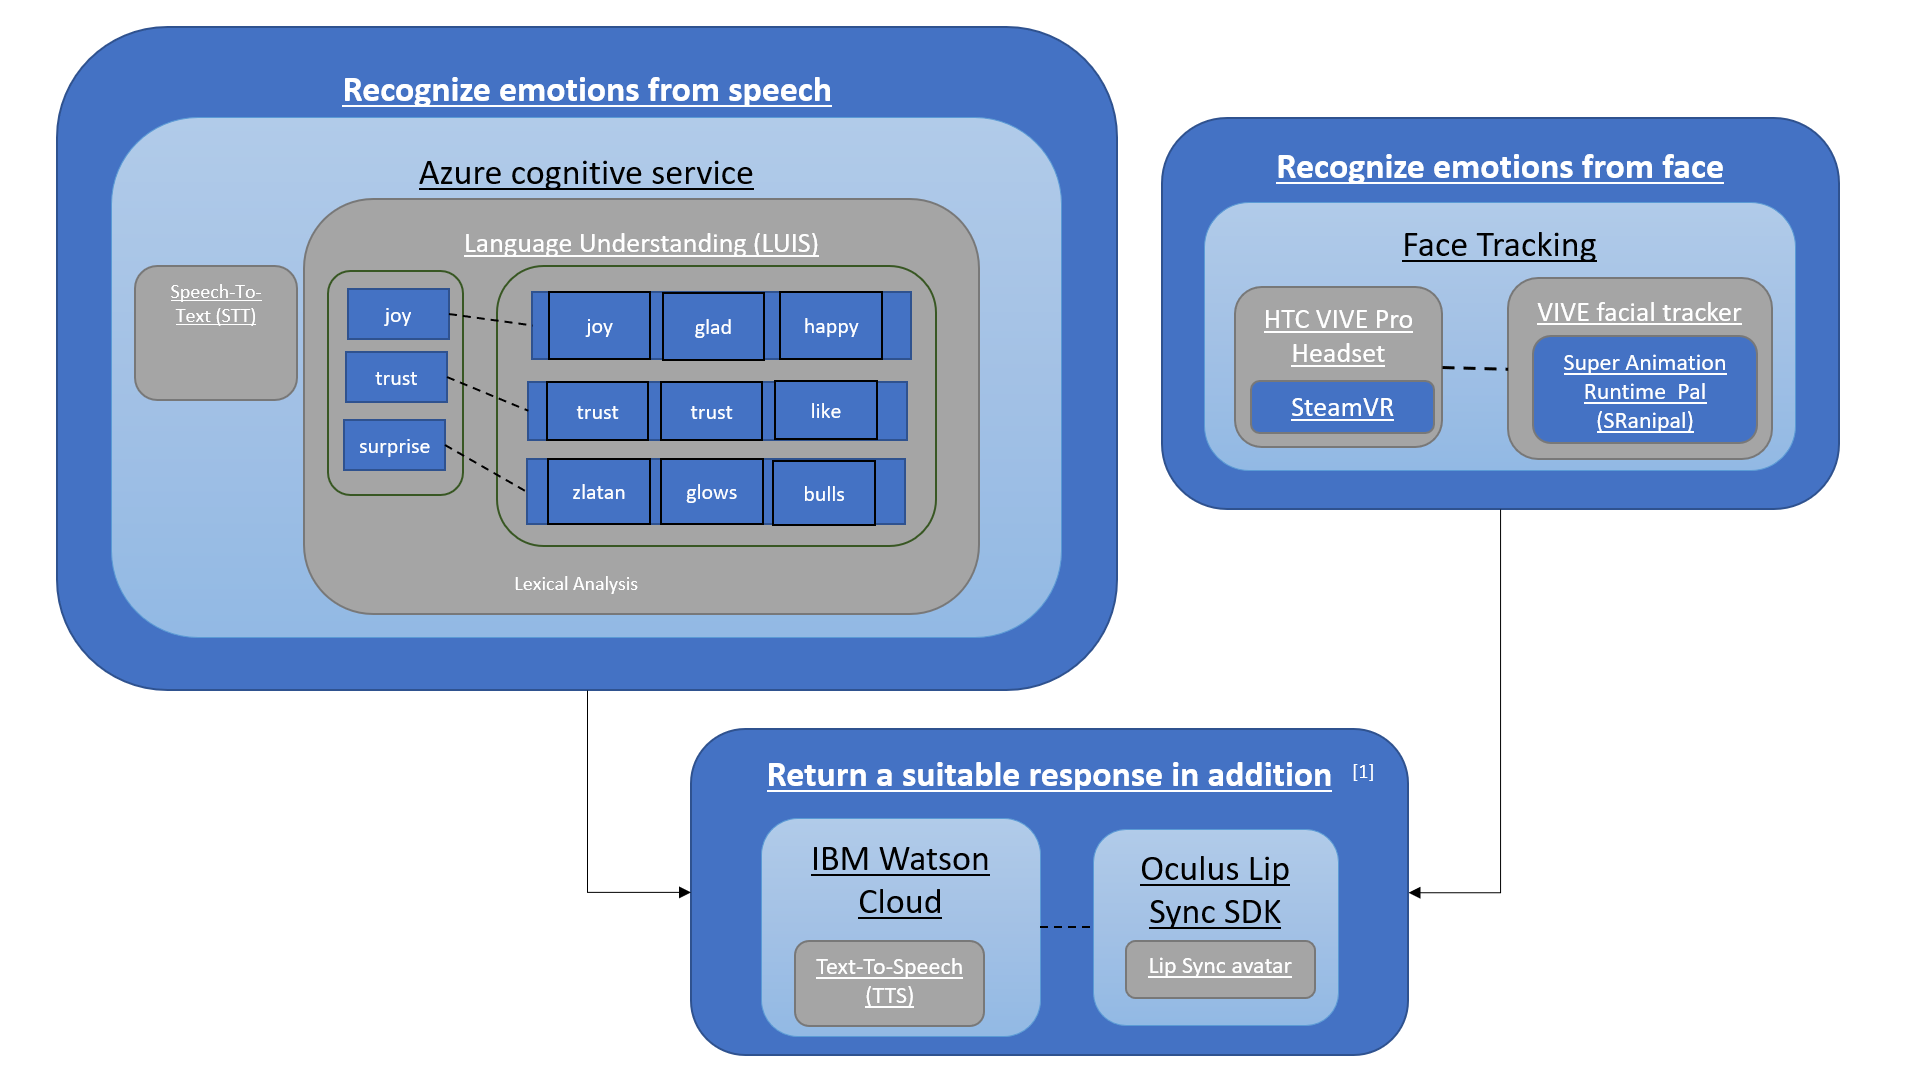 Recognize emotions from speech
Azure cognitive service
Language Understanding (LUIS)
Speech-To-
Text (STT)
joy
trust
surprise
joy glad happy
trust trust like
zlatan glows bulls
Lexical Analysis
Recognize emotions from face
Face Tracking
HTC VIVE Pro
Headset
SteamVR
VIVE facial tracker
Super Animation
Runtime Pal
(SRanipal)
Return a suitable response in addition [1]
IBM Watson
Cloud
Text-To-Speech
(TTS)
Oculus Lip
Sync SDK
Lip Sync avatar